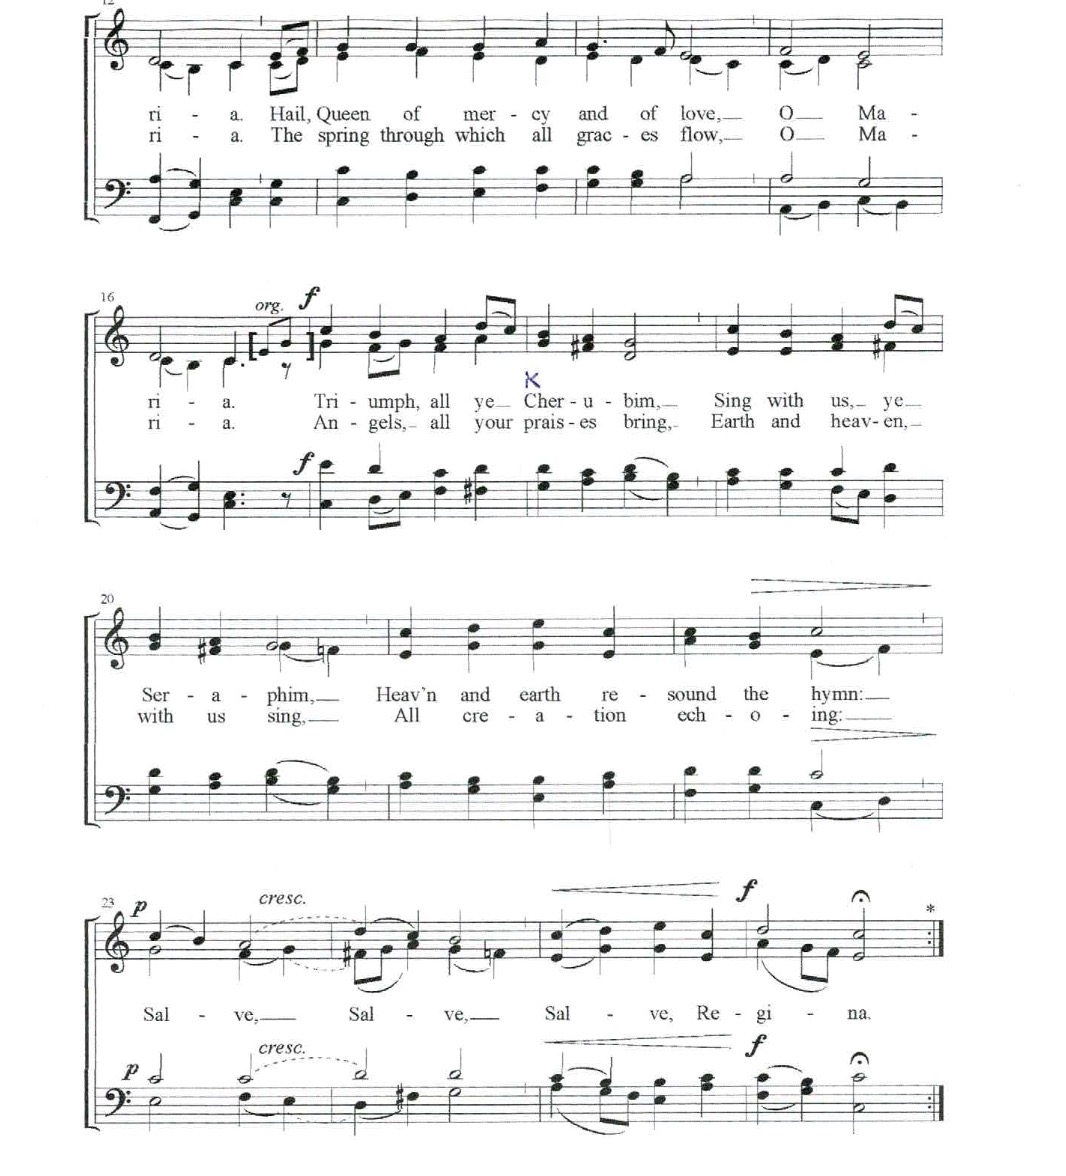 12
ri - a. Hail, Queen of mer - cy and of love, O Ma -
ri - a. The spring through which all grac - es flow, O Ma -
16
org. f
ri - a. Tri - umph, all ye Cher - u - bim, Sing with us, ye
ri - a. An - gels, all your prais - es bring, Earth and heav - en,
K
f
20
Ser - a - phim, Heav'n and earth re - sound the hymn:
with us sing, All cre - a - tion ech - o - ing:
23
p cresc. f *
Sal - ve, Sal - ve, Sal - ve, Re - gi - na.
p cresc. f